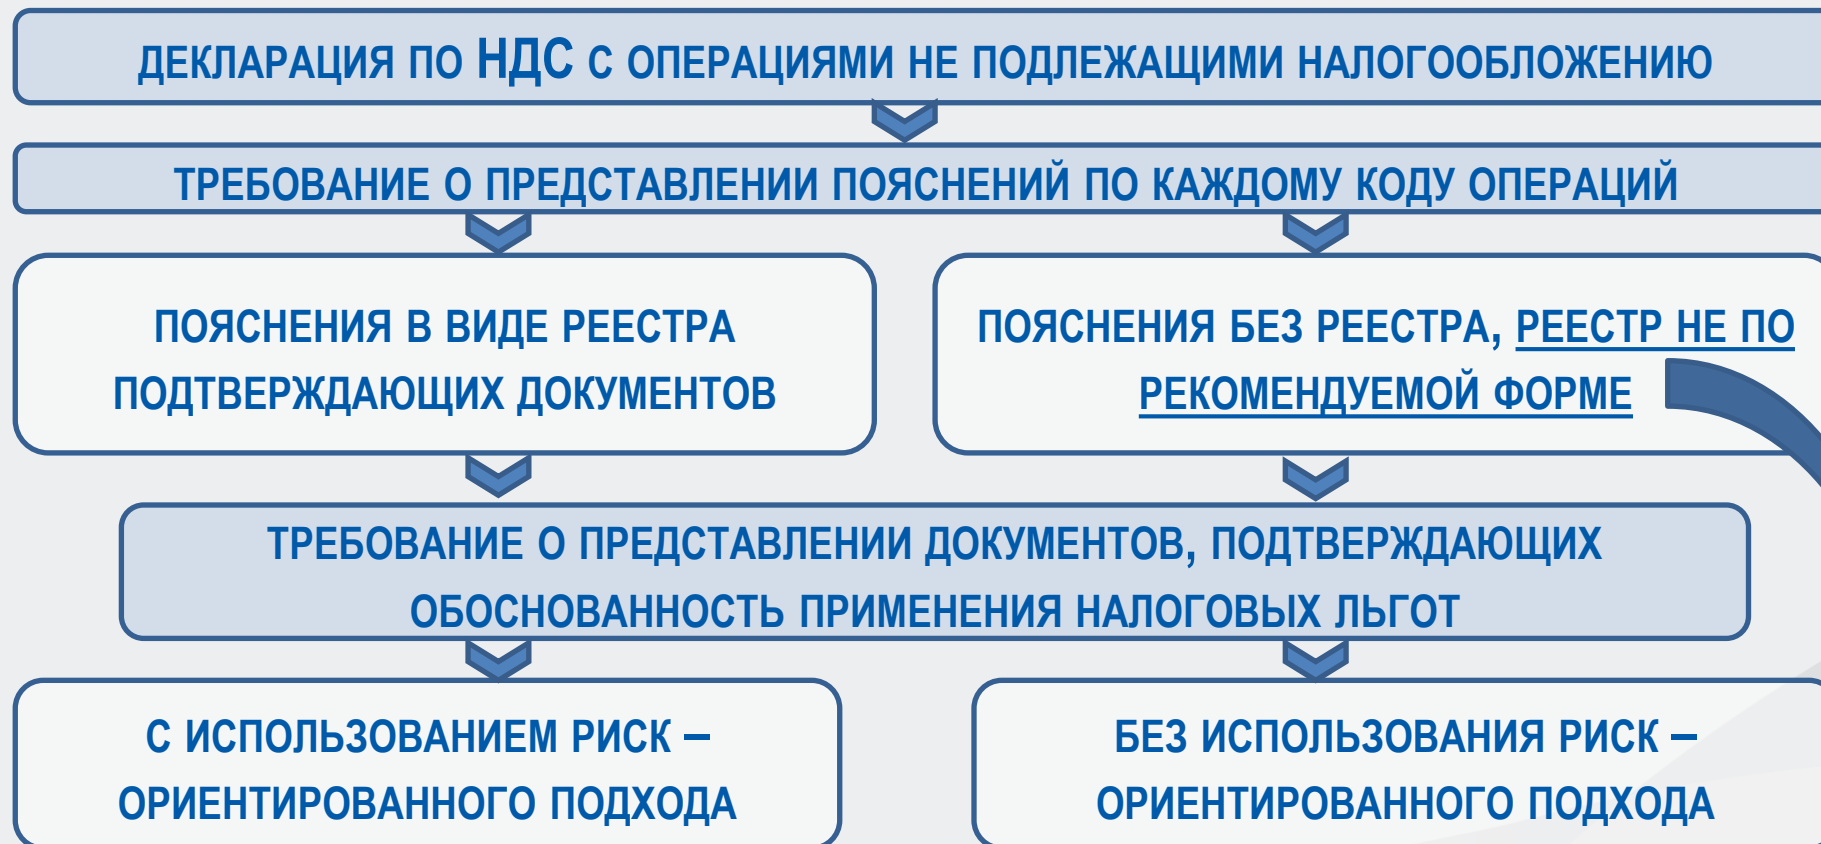 ДЕКЛАРАЦИЯ ПО НДС С ОПЕРАЦИЯМИ НЕ ПОДЛЕЖАЩИМИ НАЛОГООБЛОЖЕНИЮ
ТРЕБОВАНИЕ О ПРЕДСТАВЛЕНИИ ПОЯСНЕНИЙ ПО КАЖДОМУ КОДУ ОПЕРАЦИЙ
ПОЯСНЕНИЯ В ВИДЕ РЕЕСТРА
ПОДТВЕРЖДАЮЩИХ ДОКУМЕНТОВ
ПОЯСНЕНИЯ БЕЗ РЕЕСТРА, РЕЕСТР НЕ ПО
РЕКОМЕНДУЕМОЙ ФОРМЕ
ТРЕБОВАНИЕ О ПРЕДСТАВЛЕНИИ ДОКУМЕНТОВ, ПОДТВЕРЖДАЮЩИХ
ОБОСНОВАННОСТЬ ПРИМЕНЕНИЯ НАЛОГОВЫХ ЛЬГОТ
С ИСПОЛЬЗОВАНИЕМ РИСК –
ОРИЕНТИРОВАННОГО ПОДХОДА
БЕЗ ИСПОЛЬЗОВАНИЯ РИСК –
ОРИЕНТИРОВАННОГО ПОДХОДА